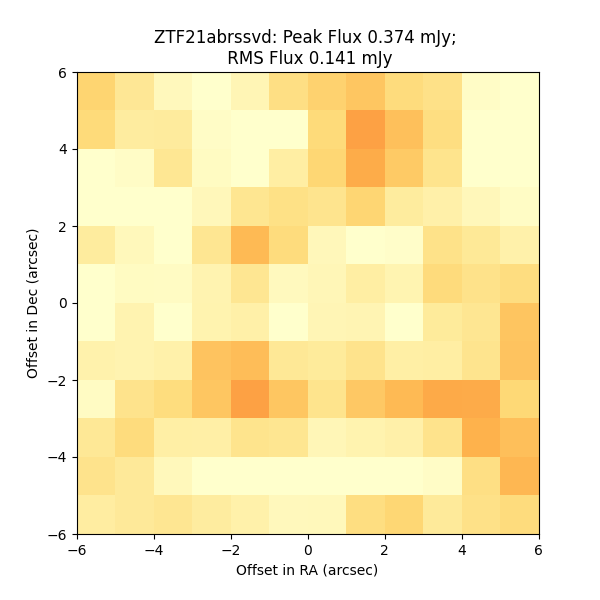 ZTF21abrssvd: Peak Flux 0.374 mJy;
RMS Flux 0.141 mJy
6
4
2
0
−2
−4
−6
Offset in Dec (arcsec)
−6 −4 −2 0 2 4 6
Offset in RA (arcsec)